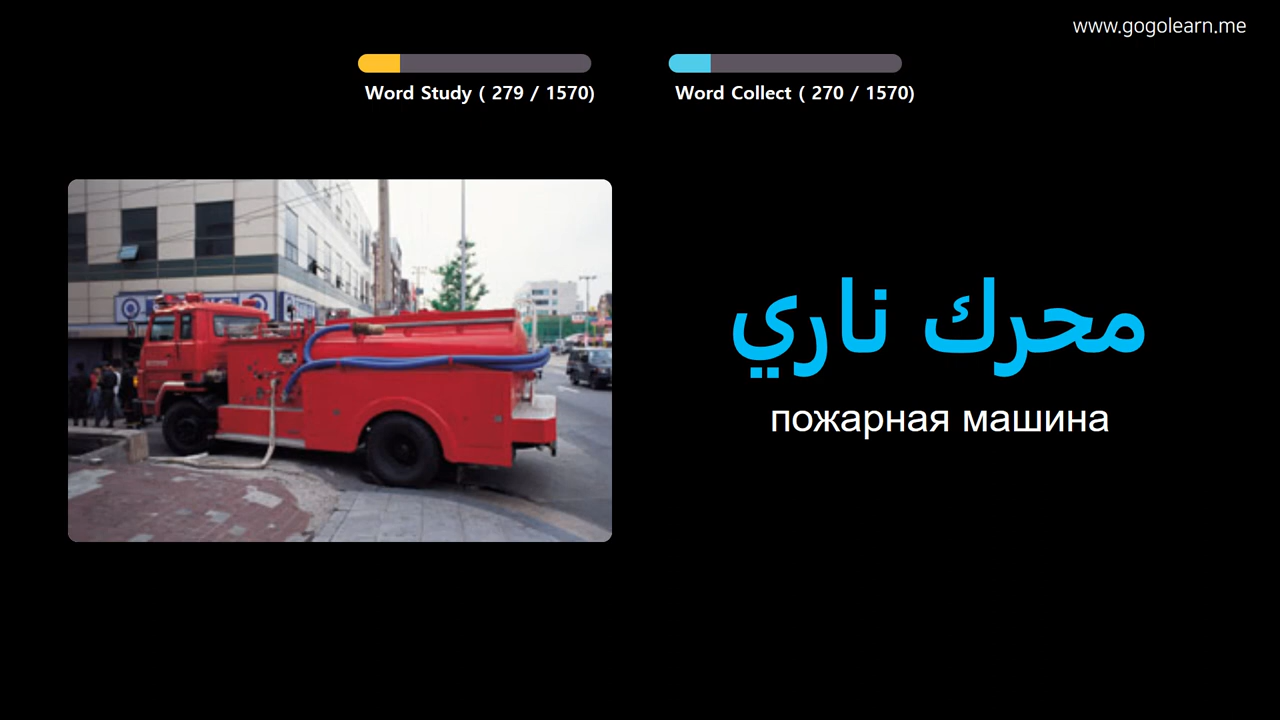 www.gogolearn.me
Word Study ( 279 / 1570)
Word Collect ( 270 / 1570)
محرك ناري
пожарная машина